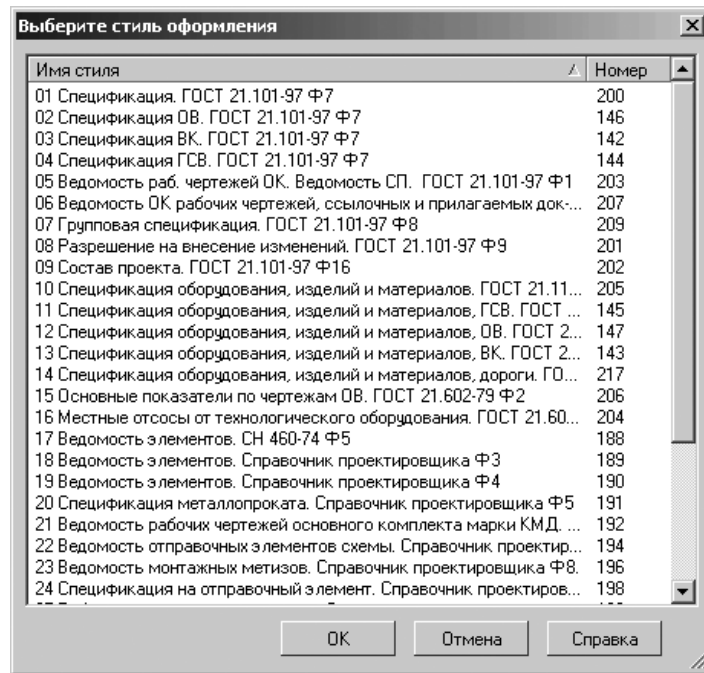 Выберите стиль оформления
Имя стиля Номер
01 Спецификация. ГОСТ 21.101-97 Ф7 200
02 Спецификация ОВ. ГОСТ 21.101-97 Ф7 146
03 Спецификация ВК. ГОСТ 21.101-97 Ф7 142
04 Спецификация ГСВ. ГОСТ 21.101-97 Ф7 144
05 Ведомость раб. чертежей ОК. Ведомость СП. ГОСТ 21.101-97 Ф1 203
06 Ведомость ОК рабочих чертежей, ссылочных и прилагаемых док-... 207
07 Групповая спецификация. ГОСТ 21.101-97 Ф8 209
08 Разрешение на внесение изменений. ГОСТ 21.101-97 Ф9 201
09 Состав проекта. ГОСТ 21.101-97 Ф16 202
10 Спецификация оборудования, изделий и материалов. ГОСТ 21.11... 205
11 Спецификация оборудования, изделий и материалов, ГСВ. ГОСТ ... 145
12 Спецификация оборудования, изделий и материалов, ОВ. ГОСТ 2... 147
13 Спецификация оборудования, изделий и материалов, ВК. ГОСТ 2... 143
14 Спецификация оборудования, изделий и материалов, дороги. ГО... 217
15 Основные показатели по чертежам ОВ. ГОСТ 21.602-79 Ф2 206
16 Местные отсосы от технологического оборудования. ГОСТ 21.60... 204
17 Ведомость элементов. СН 460-74 Ф5 188
18 Ведомость элементов. Справочник проектировщика Ф3 189
19 Ведомость элементов. Справочник проектировщика Ф4 190
20 Спецификация металлопроката. Справочник проектировщика Ф5 191
21 Ведомость рабочих чертежей основного комплекта марки КМД. ... 192
22 Ведомость отправочных элементов схемы. Справочник проектир... 194
23 Ведомость монтажных метизов. Справочник проектировщика Ф8. 196
24 Спецификация на отправочный элемент. Справочник проектиров... 198
OK Отмена Справка